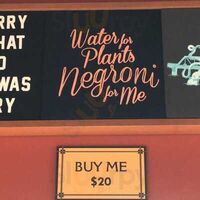 RRY
HAT
O
WAS
RY
Water for
Plants
Negroni
for Me
BUY ME
$20